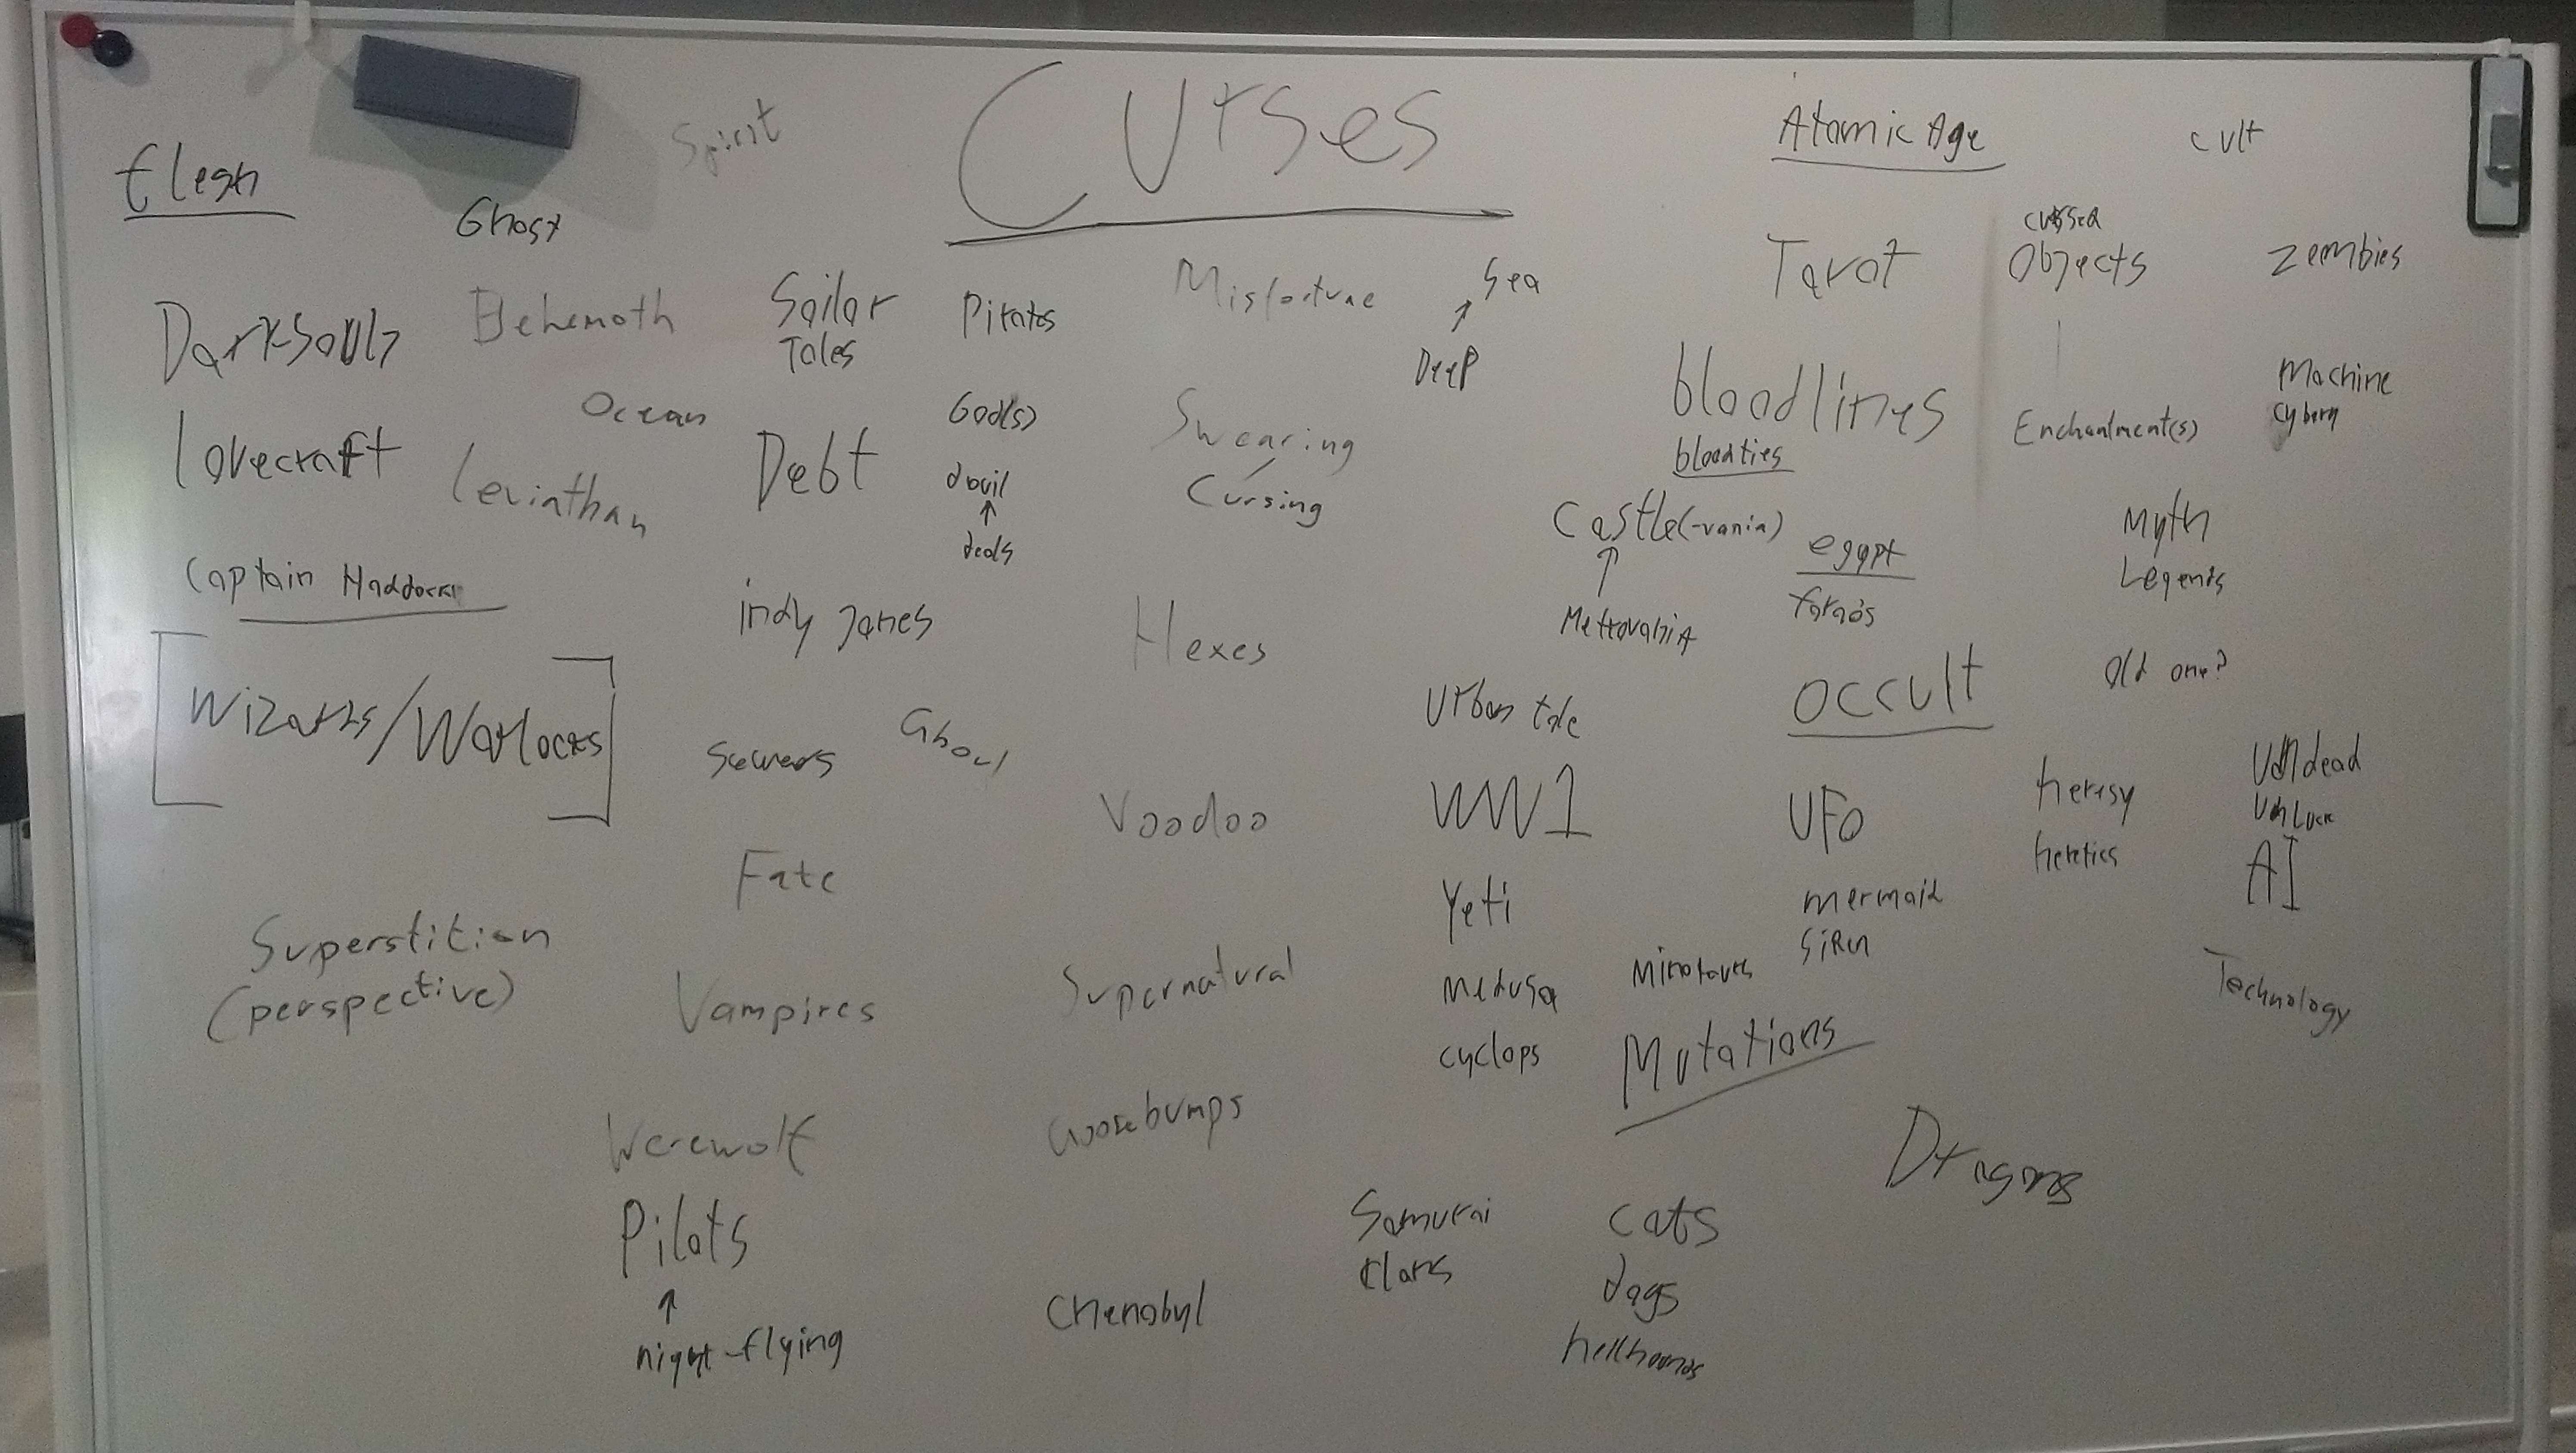 Curses
Flesh
Spirit
Ghost
Atomic Age
cult
Dark Souls
Behemoth
Sailor
Tales
Pirates
Misfortune
Sea
Deep
Tarot
cursed
Objects
zombies
Lovecraft
Ocean
Leviathan
Debt
God(s)
devil
deals
Swearing
Cursing
bloodlines
bloodties
Enchantment(s)
Machine
cyborg
Captain Haddock
indy Jones
Hexes
Castle(-vania)
Metrovania
egypt
Myth
Legends
Wizards/Warlocks
sewers
Ghoul
Urban tale
occult
Old one?
Fate
Voodoo
WW1
UFO
heresy
heretics
Undead
Unluck
AI
Superstition
(perspective)
Vampires
Supernatural
Yeti
Medusa
cyclops
Minotaurs
mermaid
SiRen
Mutations
Technology
Werewolf
Pilots
night-flying
Goosebumps
Chenobyl
Samurai
clans
cats
dogs
hellhounds
Dragons